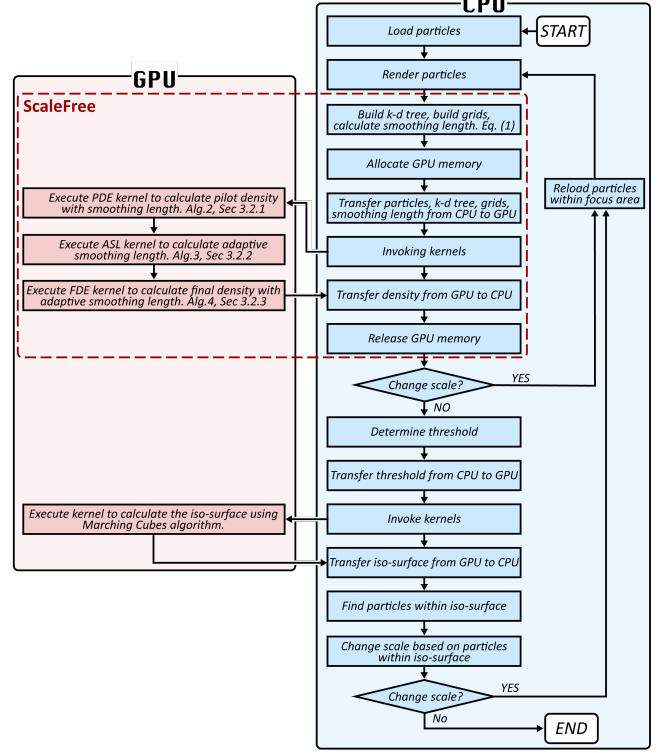 CPU
START
Load particles
Render particles
GPU
ScaleFree
Build k-d tree, build grids,
calculate smoothing length. Eq. (1)
Allocate GPU memory
Reload particles
within focus area
Execute PDE kernel to calculate pilot density
with smoothing length. Alg.2, Sec 3.2.1
Transfer particles, k-d tree, grids,
smoothing length from CPU to GPU
Execute ASL kernel to calculate adaptive
smoothing length. Alg.3, Sec 3.2.2
Invoking kernels
Execute FDE kernel to calculate final density with
adaptive smoothing length. Alg.4, Sec 3.2.3
Transfer density from GPU to CPU
Release GPU memory
Change scale?
YES
NO
Determine threshold
Transfer threshold from CPU to GPU
Execute kernel to calculate the iso-surface using
Marching Cubes algorithm.
Invoke kernels
Transfer iso-surface from GPU to CPU
Find particles within iso-surface
Change scale based on particles
within iso-surface
Change scale?
YES
No
END